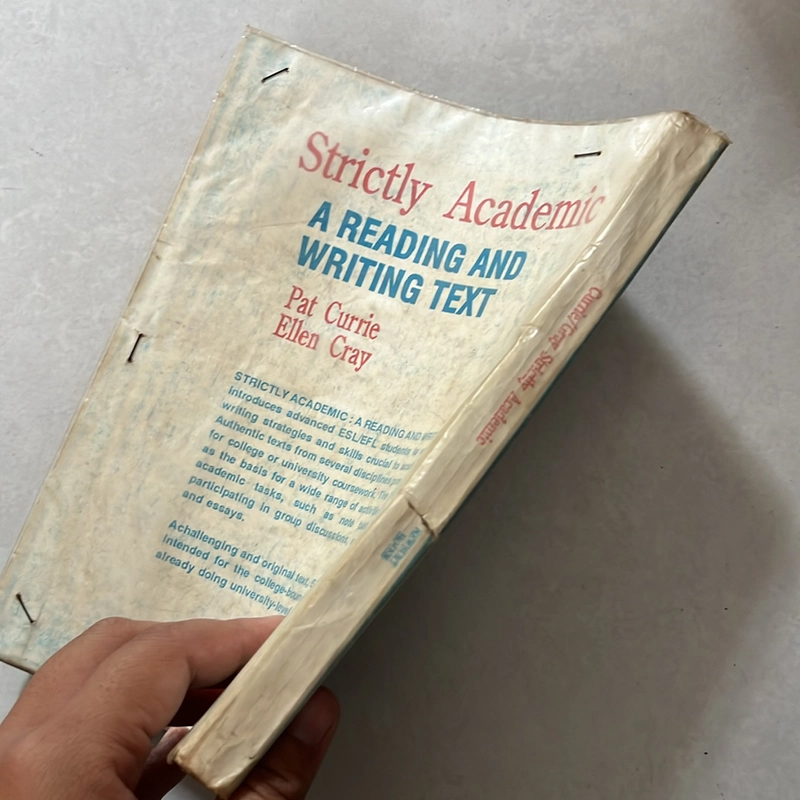 Strictly Academic
A READING AND
WRITING TEXT
Pat Currie
Ellen Cray
STRICTLY ACADEMIC: A READING AND
Introduces advanced ESL/EFL students
writing strategies and skills crucial to
Authentic texts from several disciplines
for college or university coursework. The
as the basis for a wide range of
academic tasks, such as note
participating in group discussions,
and essays.
Achallenging and original text,
Intended for the college-bound
already doing university-level
Currie/Cray Strictly Academic